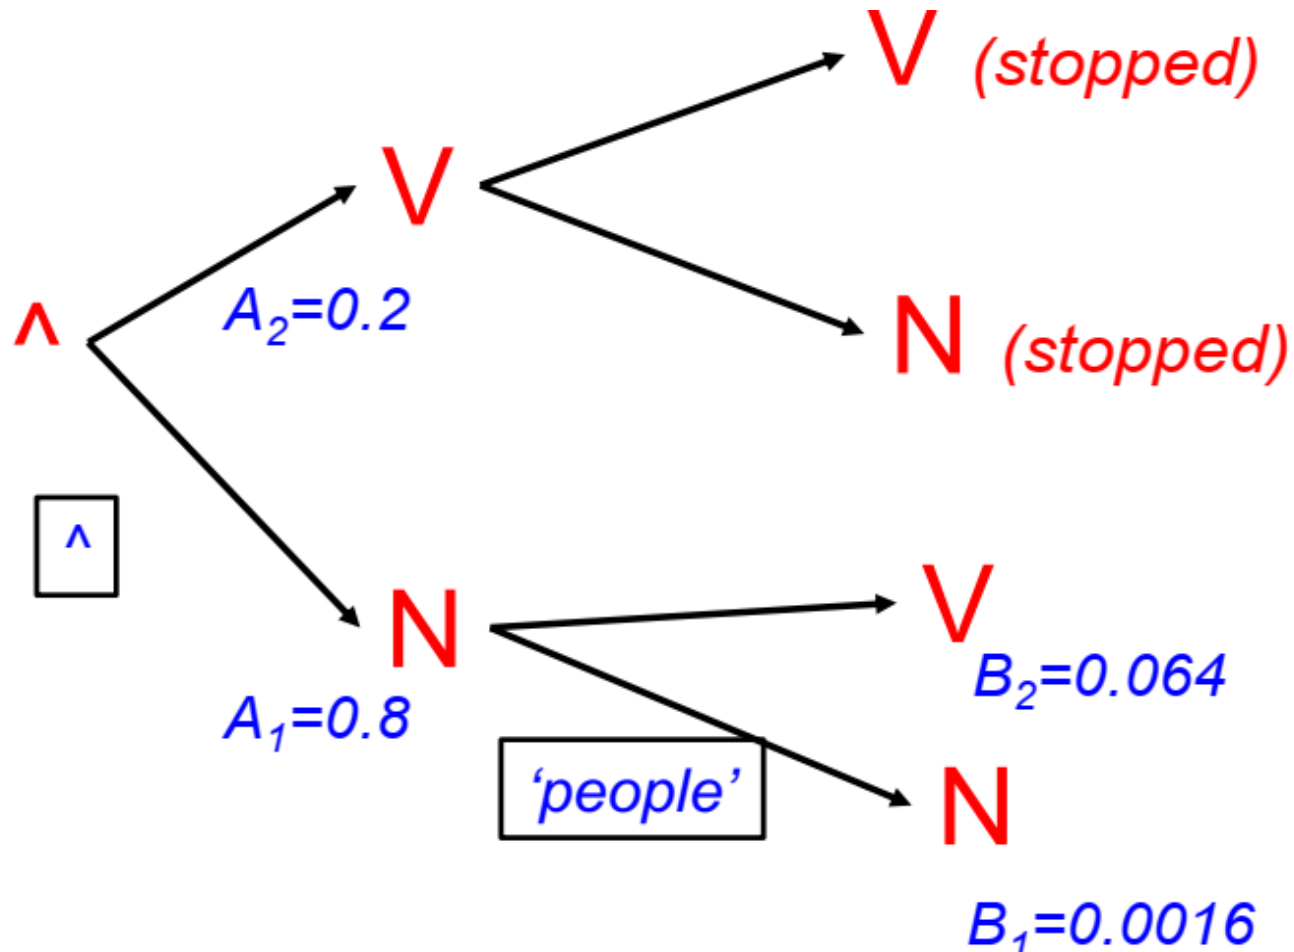 V (stopped)
V
A₂=0.2
^
N (stopped)
^
N
V
B₂=0.064
A₁=0.8
‘people’
N
B₁=0.0016